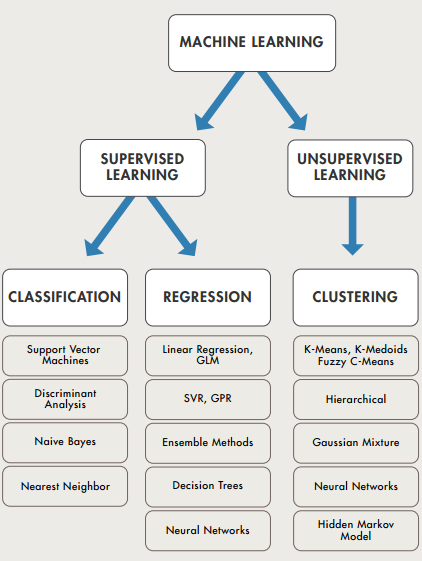 MACHINE LEARNING
SUPERVISED
LEARNING
UNSUPERVISED
LEARNING
CLASSIFICATION
Support Vector
Machines
Discriminant
Analysis
Naive Bayes
Nearest Neighbor
REGRESSION
Linear Regression,
GLM
SVR, GPR
Ensemble Methods
Decision Trees
Neural Networks
CLUSTERING
K-Means, K-Medoids
Fuzzy C-Means
Hierarchical
Gaussian Mixture
Neural Networks
Hidden Markov
Model